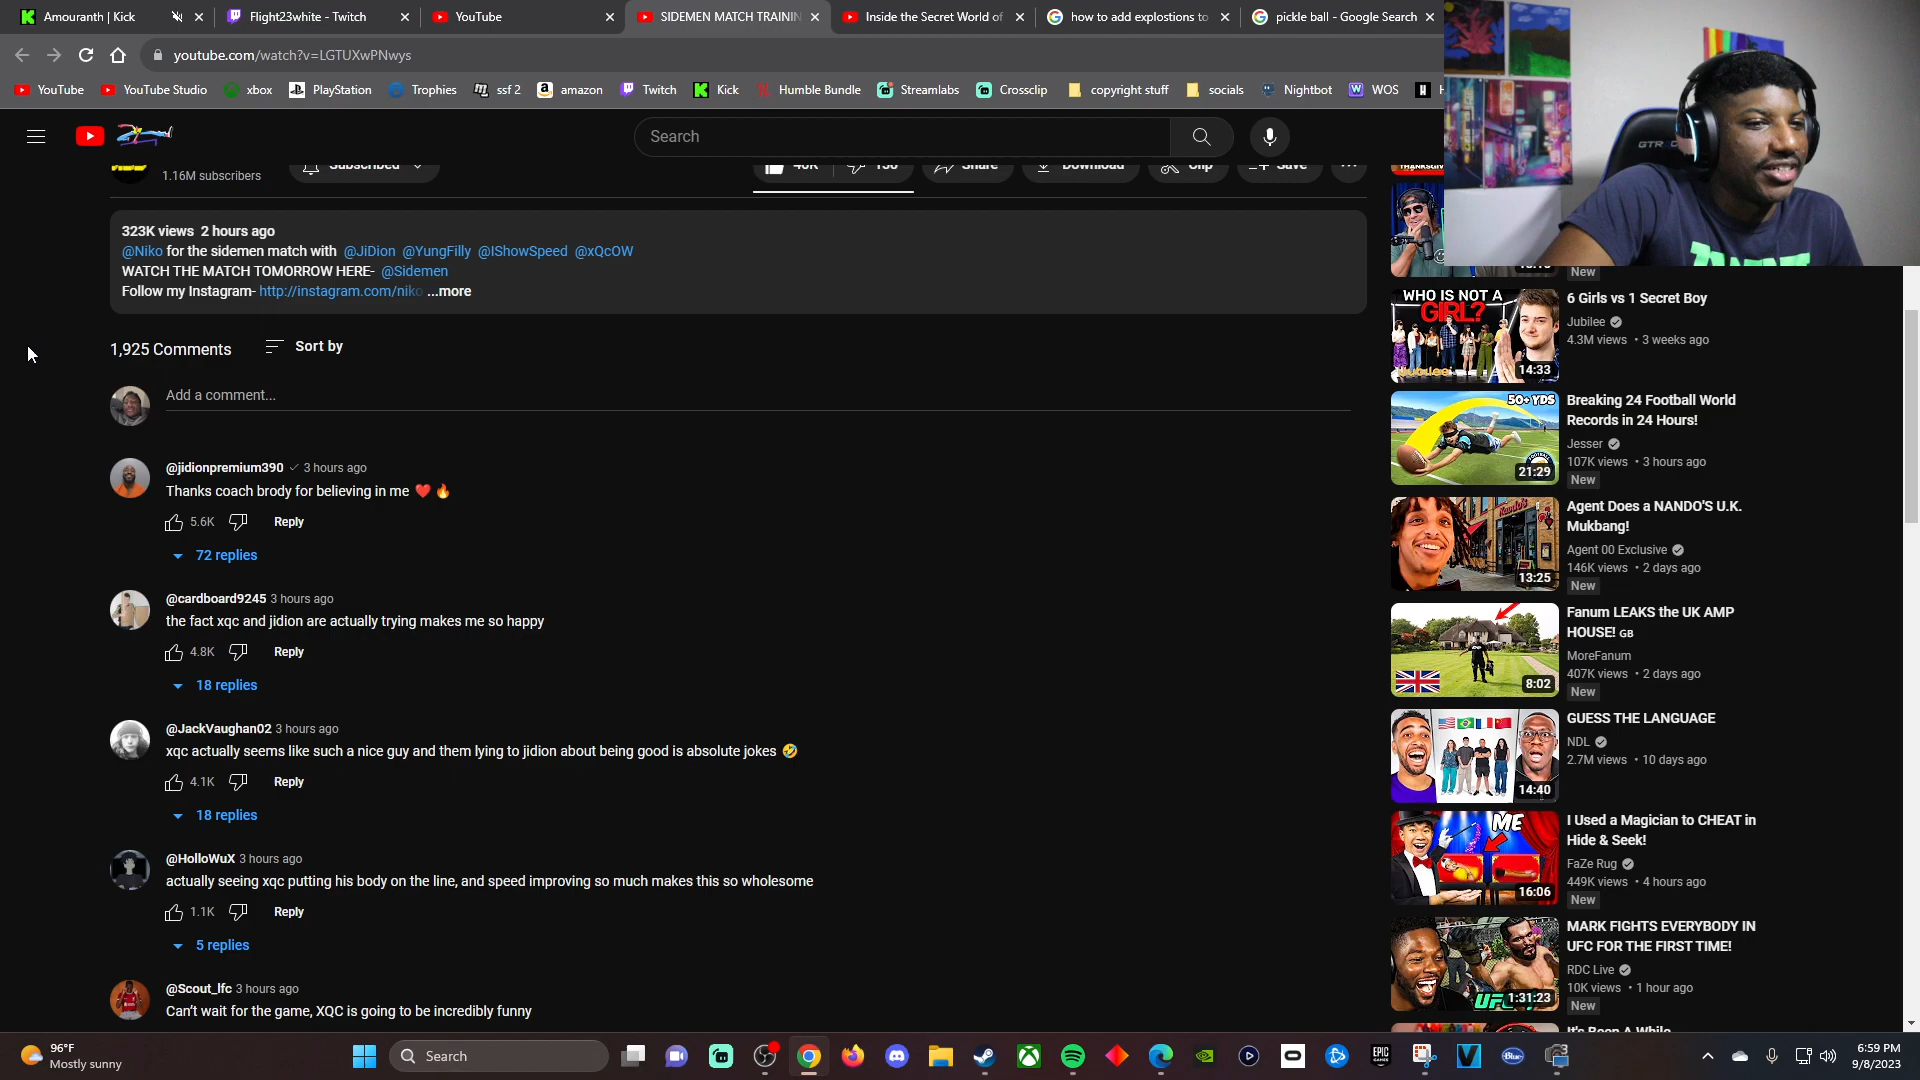 Amouranth | Kick
Flight23white - Twitch
YouTube
SIDEMEN MATCH TRAININ
Inside the Secret World of
how to add explostions to
pickle ball - Google Search
youtube.com/watch?v=LGTUXwPNwys
YouTube
YouTube Studio
xbox
PlayStation
Trophies
ssf 2
amazon
Twitch
Kick
Humble Bundle
Streamlabs
Crossclip
copyright stuff
socials
Nightbot
WOS
Search
1.16M subscribers
Subscribed
Share
Download
Clip
Save
323K views 2 hours ago
@Niko for the sidemen match with @JiDion @YungFilly @IShowSpeed @xQcOW
WATCH THE MATCH TOMORROW HERE- @Sidemen
Follow my Instagram- http://instagram.com/niko ...more
1,925 Comments
Sort by
Add a comment...
@jidionpremium390 3 hours ago
Thanks coach brody for believing in me ❤️ 🔥
5.6K
Reply
72 replies
@cardboard9245 3 hours ago
the fact xqc and jidion are actually trying makes me so happy
4.8K
Reply
18 replies
@JackVaughan02 3 hours ago
xqc actually seems like such a nice guy and them lying to jidion about being good is absolute jokes 🤣
4.1K
Reply
18 replies
@HolloWuX 3 hours ago
actually seeing xqc putting his body on the line, and speed improving so much makes this so wholesome
1.1K
Reply
5 replies
@Scout_lfc 3 hours ago
Can't wait for the game, XQC is going to be incredibly funny
New
WHO IS NOT A
GIRL?
jubilee
14:33
6 Girls vs 1 Secret Boy
Jubilee
4.3M views • 3 weeks ago
50+ YDS
21:29
Breaking 24 Football World
Records in 24 Hours!
Jesser
107K views • 3 hours ago
New
Nando's
13:25
Agent Does a NANDO'S U.K.
Mukbang!
Agent 00 Exclusive
146K views • 2 days ago
New
8:02
Fanum LEAKS the UK AMP
HOUSE! GB
MoreFanum
407K views • 2 days ago
New
14:40
GUESS THE LANGUAGE
NDL
2.7M views • 10 days ago
ME
16:06
I Used a Magician to CHEAT in
Hide & Seek!
FaZe Rug
449K views • 4 hours ago
New
UFC
1:31:23
MARK FIGHTS EVERYBODY IN
UFC FOR THE FIRST TIME!
RDC Live
10K views • 1 hour ago
New
It's Been A While
96°F
Mostly sunny
Search
EPIC
GAMES
Blue
6:59 PM
9/8/2023